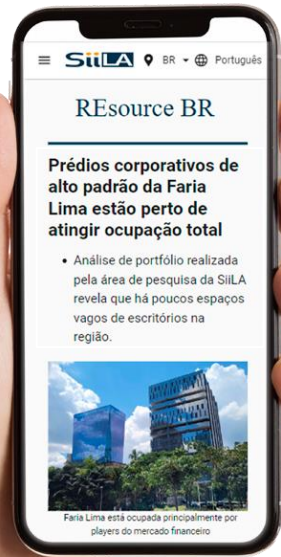 SiiLA BR Português
REsource BR
Prédios corporativos de
alto padrão da Faria
Lima estão perto de
atingir ocupação total
• Análise de portfólio realizada
pela área de pesquisa da SiiLA
revela que há poucos espaços
vagos de escritórios na
região.
Faria Lima está ocupada principalmente por
players do mercado financeiro